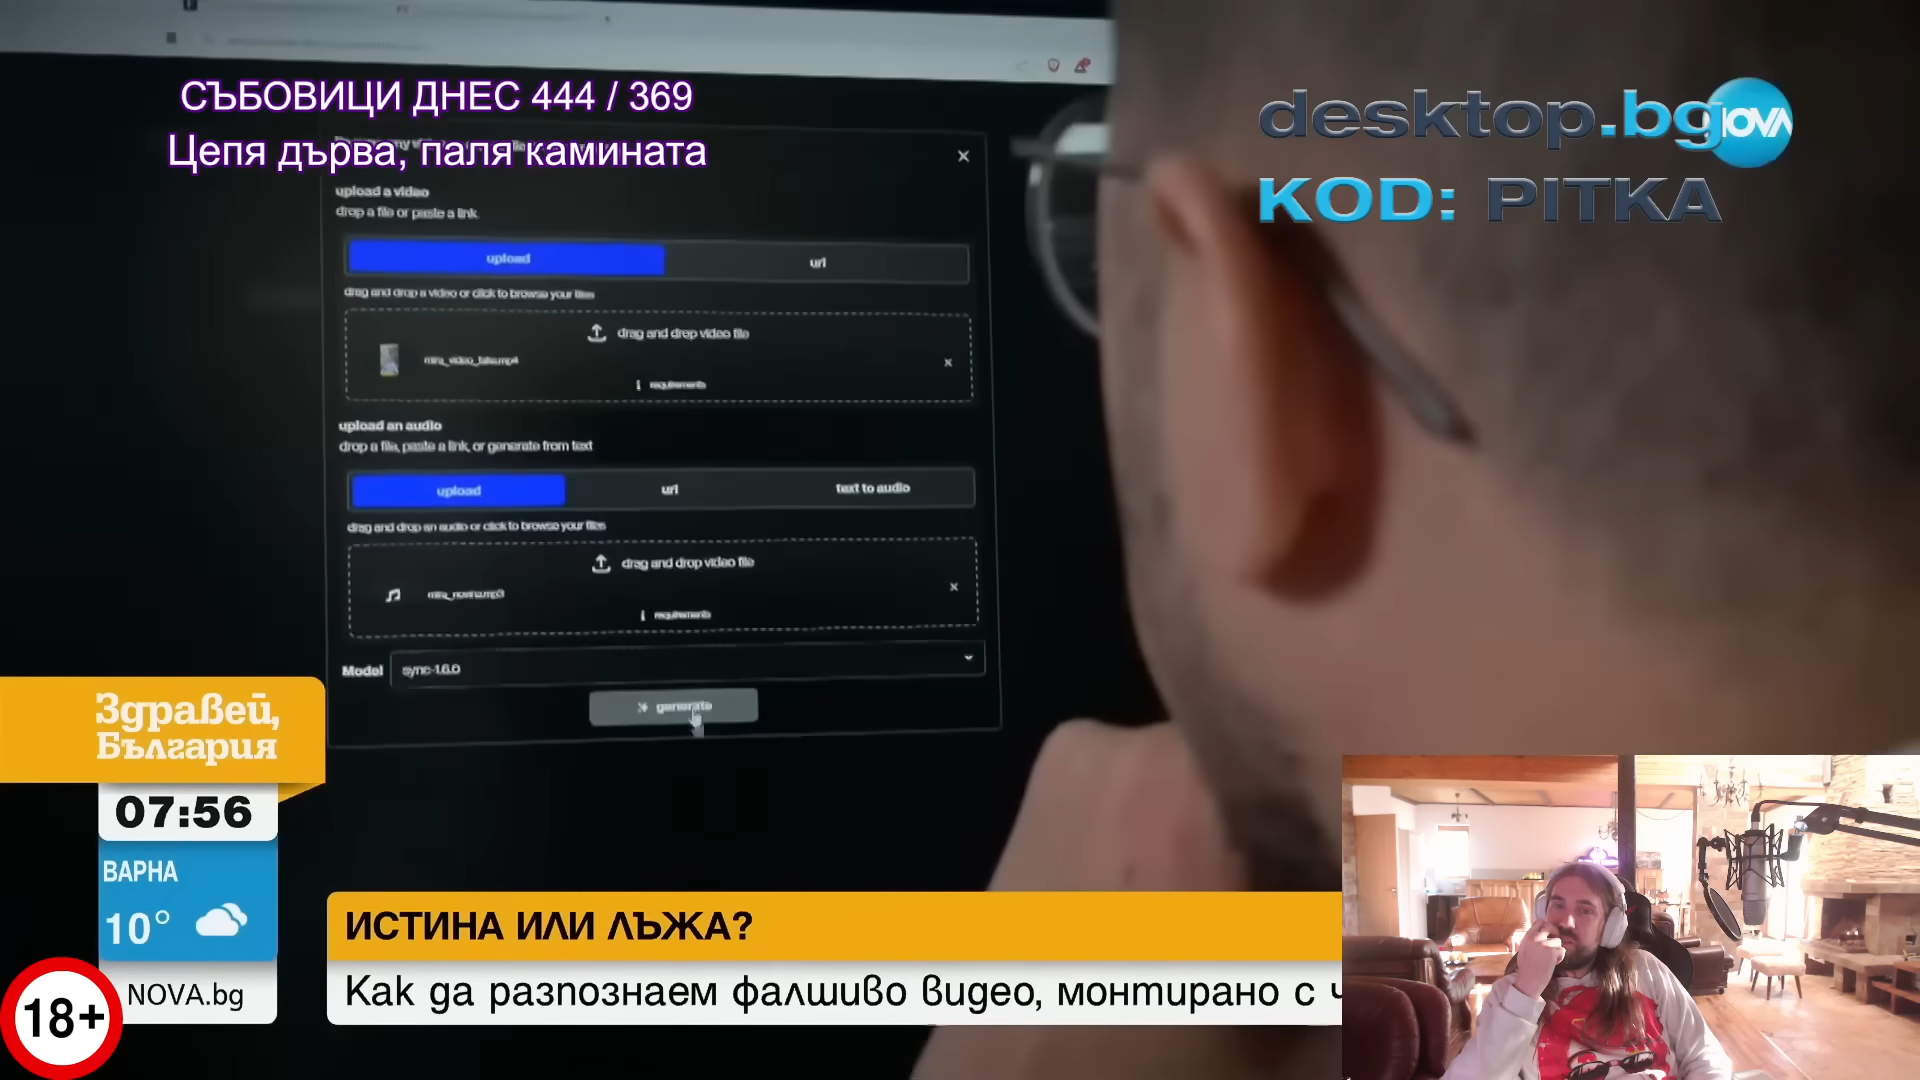 СЪБОВИЦИ ДНЕС 444 / 369
Цепя дърва, паля камината
desktop.bg
NOVA
KOD: PITKA
upload a video
drop a file or paste a link
upload
url
drag and drop a video or click to browse your files
drag and drop video file
requirements
upload an audio
drop a file, paste a link, or generate from text
upload
url
text to audio
drag and drop an audio or click to browse your files
drag and drop video file
requirements
Model
sync-1.6.0
generate
Здравей,
България
07:56
ВАРНА
10°
NOVA.bg
18+
ИСТИНА ИЛИ ЛЪЖА?
Как да разпознаем фалшиво видео, монтирано с